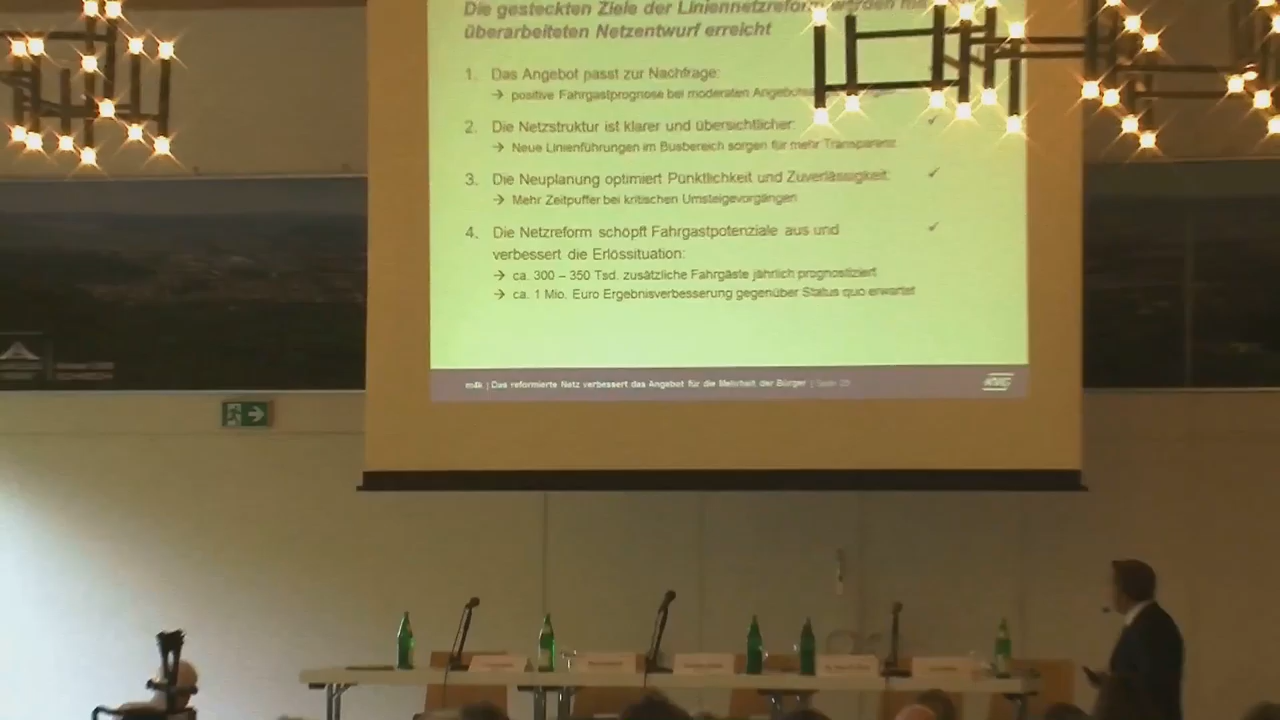 Die gesteckten Ziele der Liniennetzreform werden mit
überarbeiteten Netzentwurf erreicht
1. Das Angebot passt zur Nachfrage:
→ positive Fahrgastprognose bei moderaten
2. Die Netzstruktur ist klarer und übersichtlicher: ✓
→ Neue Linienführungen im Busbereich sorgen für mehr Transparenz
3. Die Neuplanung optimiert Pünktlichkeit und Zuverlässigkeit: ✓
→ Mehr Zeitpuffer bei kritischen Umsteigevorgängen
4. Die Netzreform schöpft Fahrgastpotenziale aus und ✓
verbessert die Erlössituation:
→ ca. 300 – 350 Tsd. zusätzliche Fahrgäste jährlich prognostiziert
→ ca. 1 Mio. Euro Ergebnisverbesserung gegenüber Status quo erwartet
| Das reformierte Netz verbessert das Angebot für die Mehrheit der Bürger | Seite
KVG